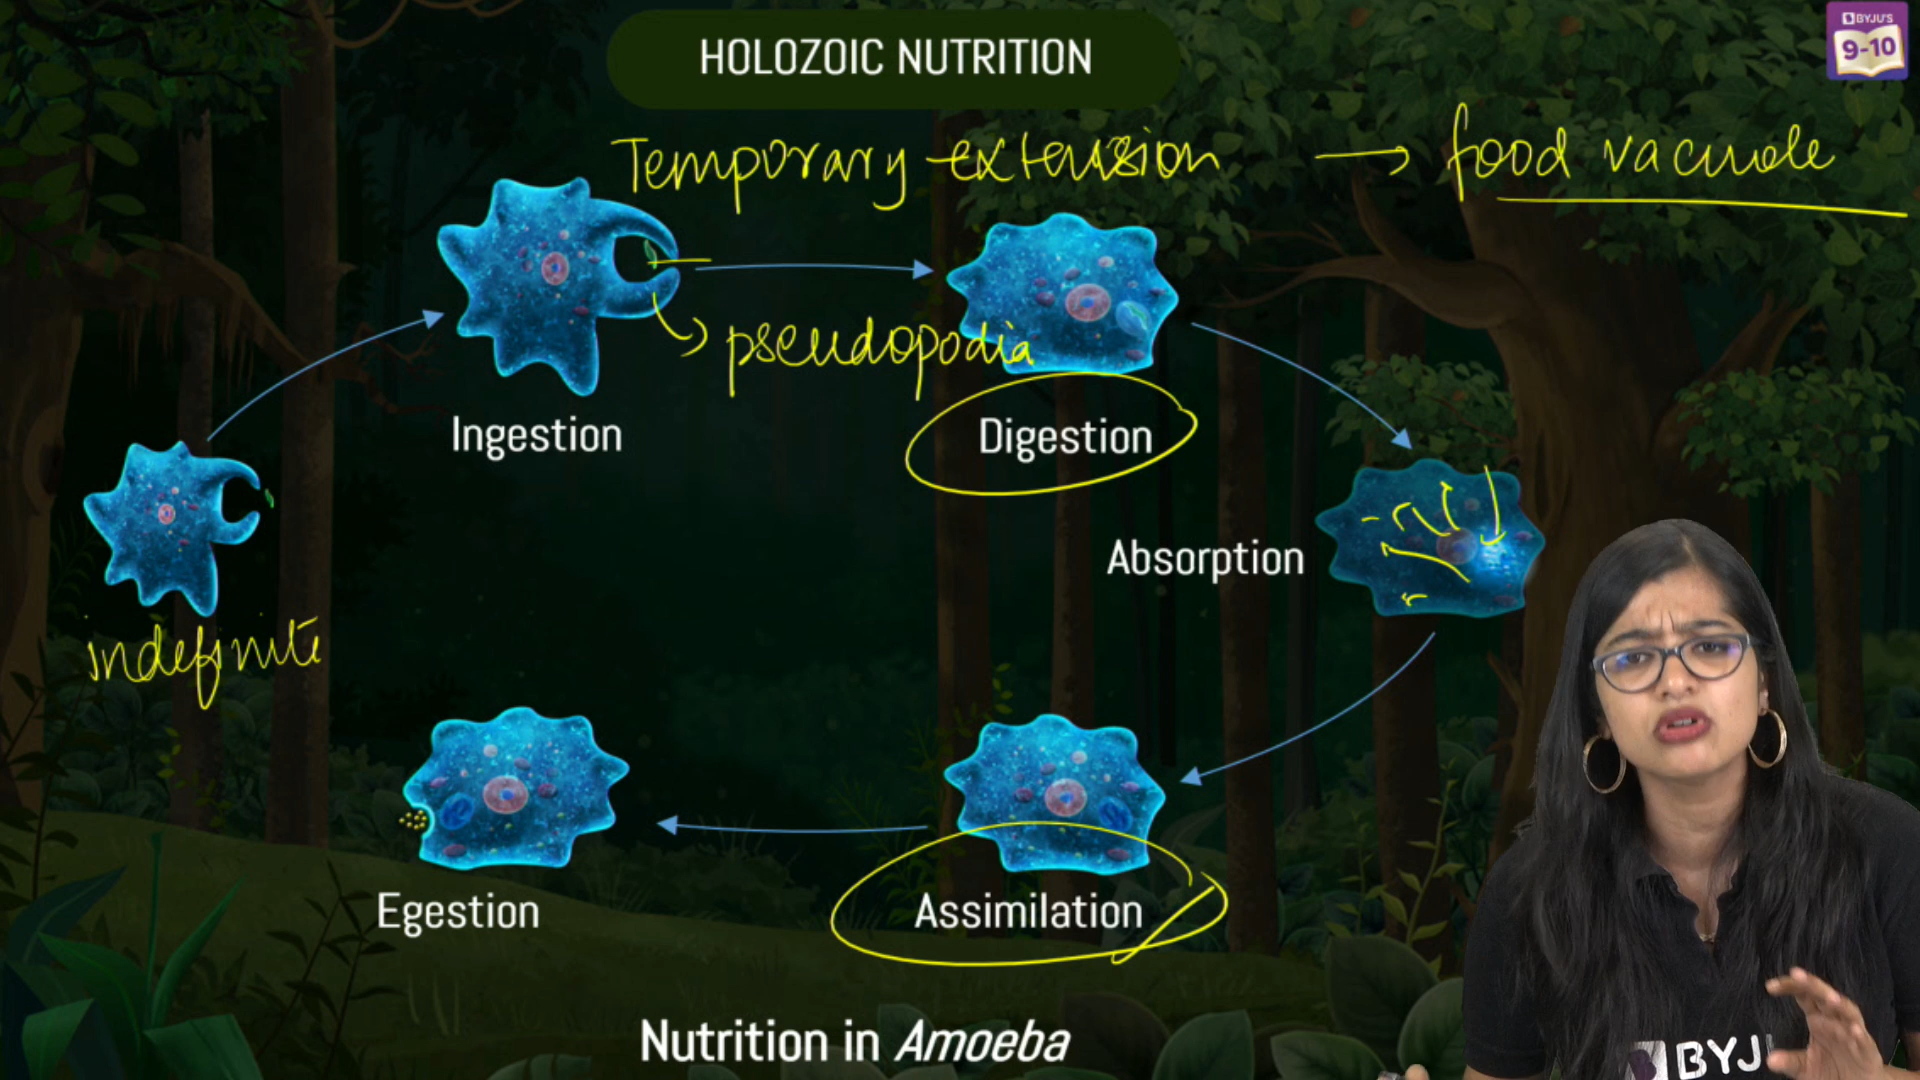 HOLOZOIC NUTRITION
BYJU'S
9-10
Temporary extension → food vacuole
pseudopodia
Ingestion
Digestion
Absorption
indefinite
Egestion
Assimilation
Nutrition in Amoeba
BYJU